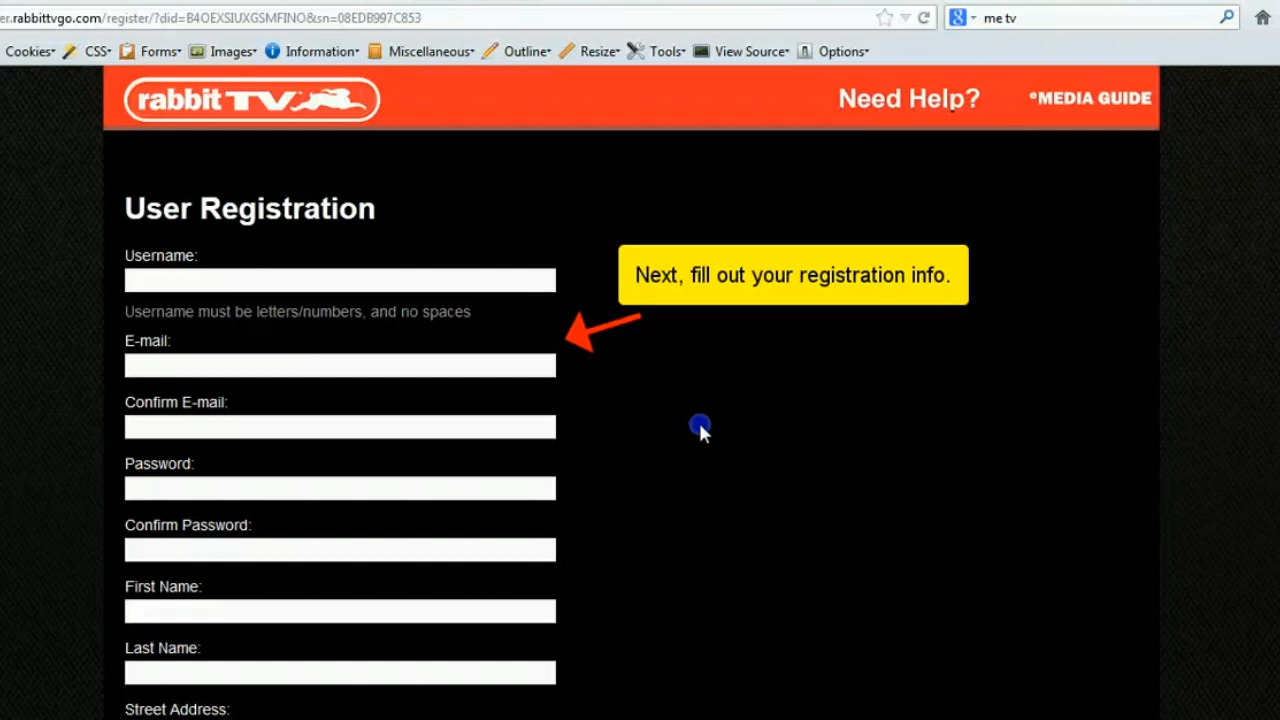 er.rabbittvgo.com/register/?did=B4OEXSIUXGSMFINO&sn=08EDB997C853
me tv
Cookies CSS Forms Images Information Miscellaneous Outline Resize Tools View Source Options
rabbit TV
Need Help?
MEDIA GUIDE
User Registration
Username:
Next, fill out your registration info.
Username must be letters/numbers, and no spaces
E-mail:
Confirm E-mail:
Password:
Confirm Password:
First Name:
Last Name:
Street Address: